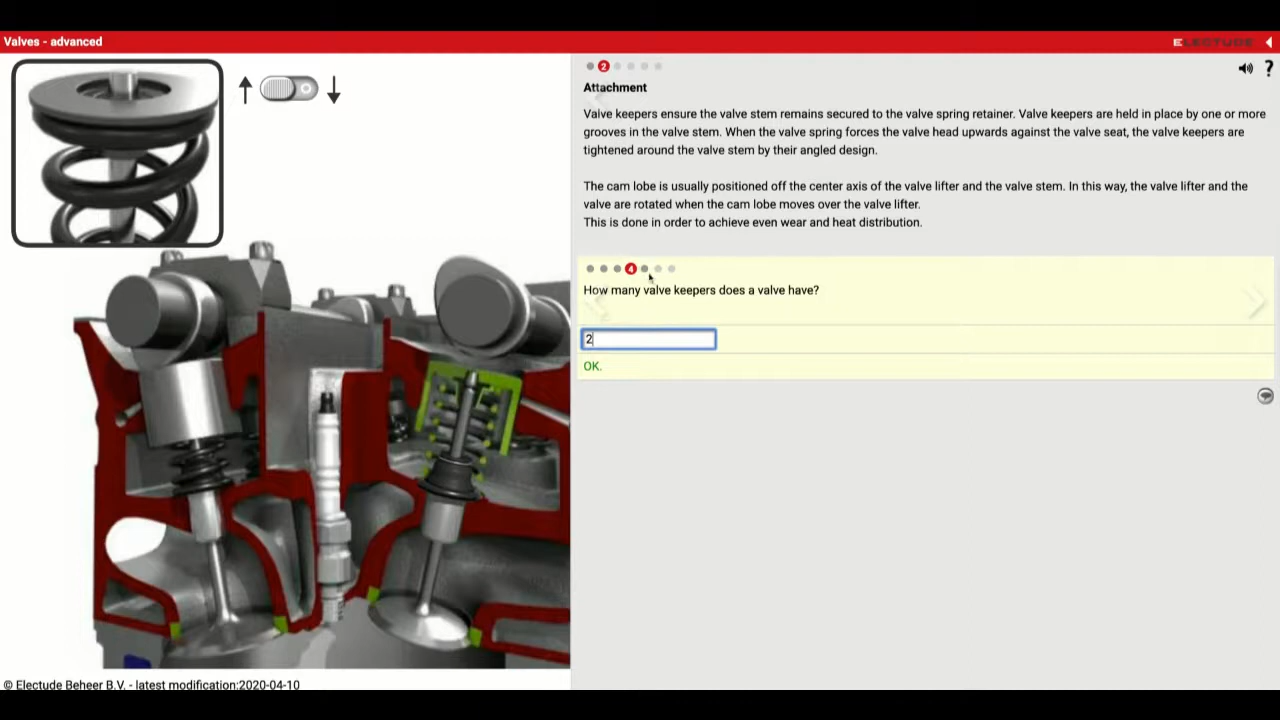 Valves - advanced
ELECTUDE
2
Attachment
?
Valve keepers ensure the valve stem remains secured to the valve spring retainer. Valve keepers are held in place by one or more
grooves in the valve stem. When the valve spring forces the valve head upwards against the valve seat, the valve keepers are
tightened around the valve stem by their angled design.
The cam lobe is usually positioned off the center axis of the valve lifter and the valve stem. In this way, the valve lifter and the
valve are rotated when the cam lobe moves over the valve lifter.
This is done in order to achieve even wear and heat distribution.
4
How many valve keepers does a valve have?
2
OK.
© Electude Beheer B.V. - latest modification:2020-04-10